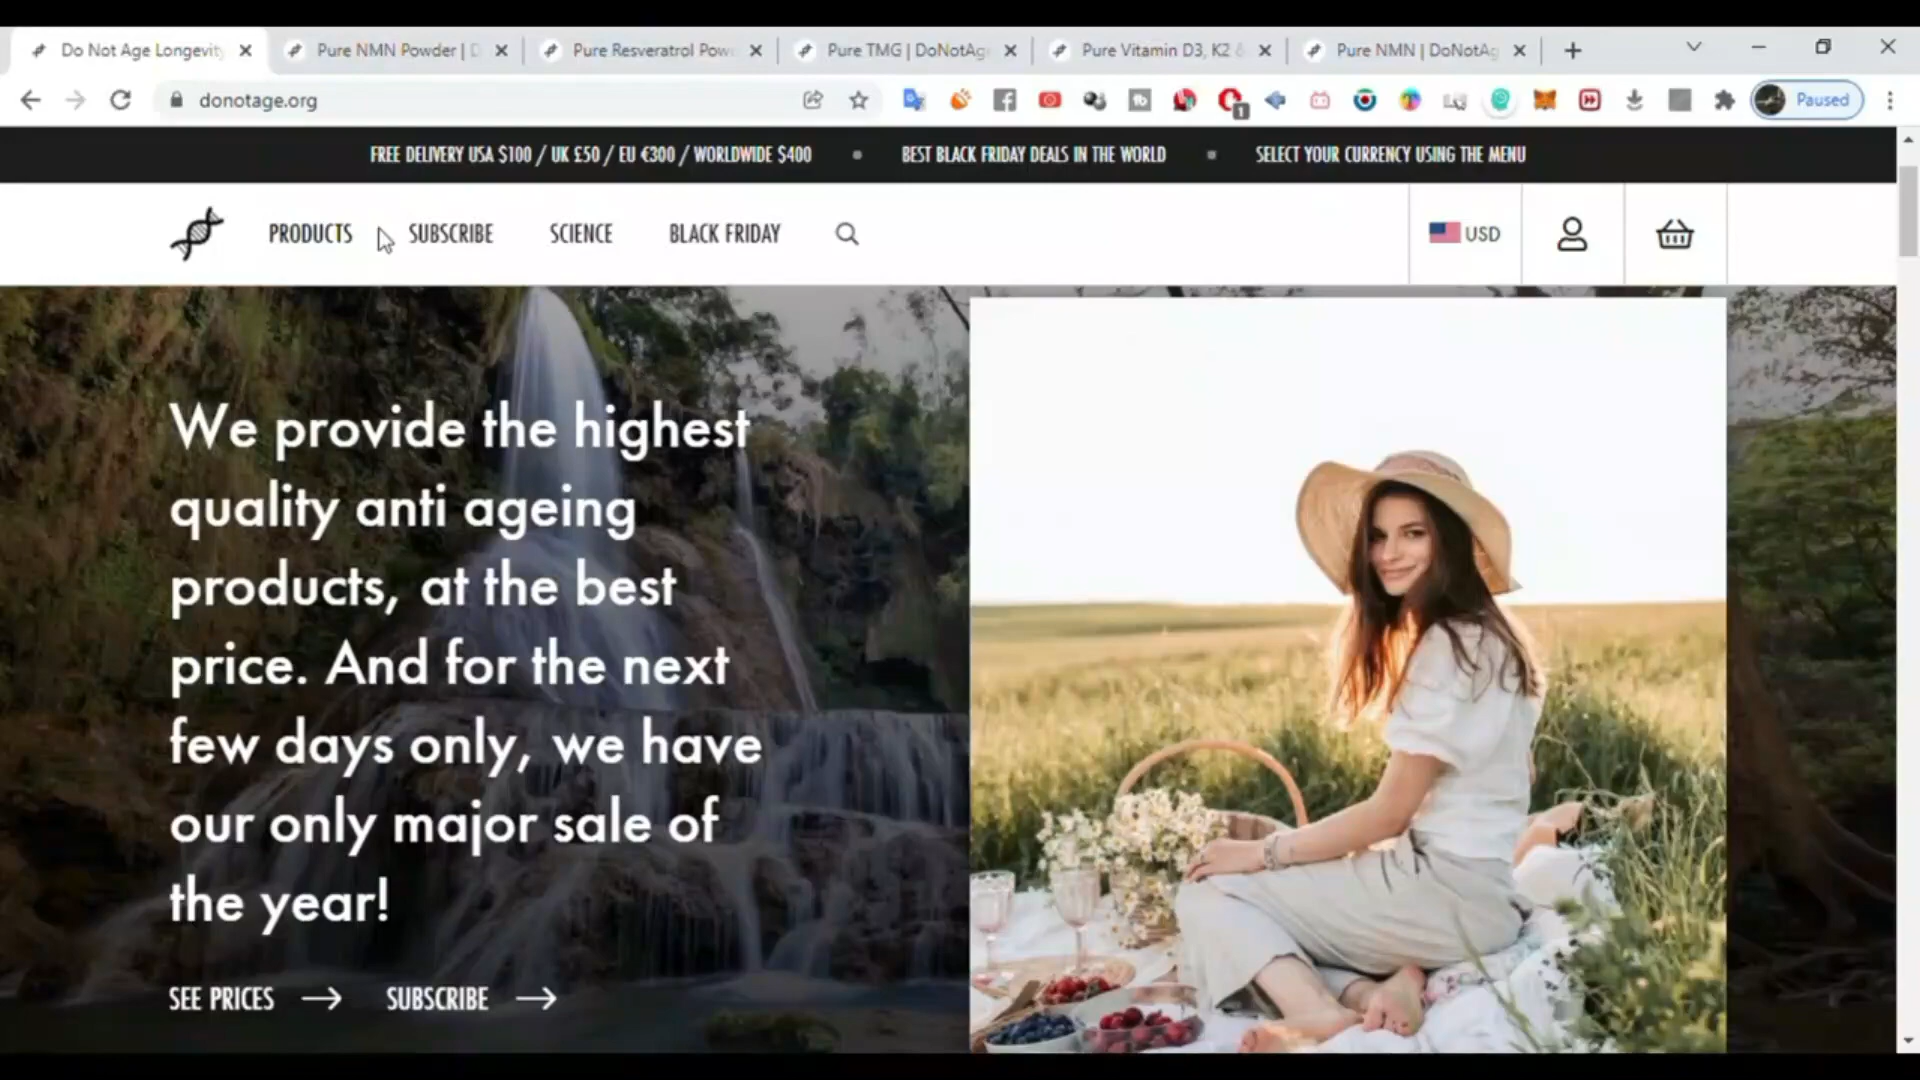 Do Not Age Longevity
Pure NMN Powder | D
Pure Resveratrol Pow
Pure TMG | DoNotAg
Pure Vitamin D3, K2 &
Pure NMN | DoNotAg
donotage.org
1
Paused
FREE DELIVERY USA $100 / UK £50 / EU €300 / WORLDWIDE $400
BEST BLACK FRIDAY DEALS IN THE WORLD
SELECT YOUR CURRENCY USING THE MENU
PRODUCTS
SUBSCRIBE
SCIENCE
BLACK FRIDAY
USD
We provide the highest
quality anti ageing
products, at the best
price. And for the next
few days only, we have
our only major sale of
the year!
SEE PRICES
SUBSCRIBE